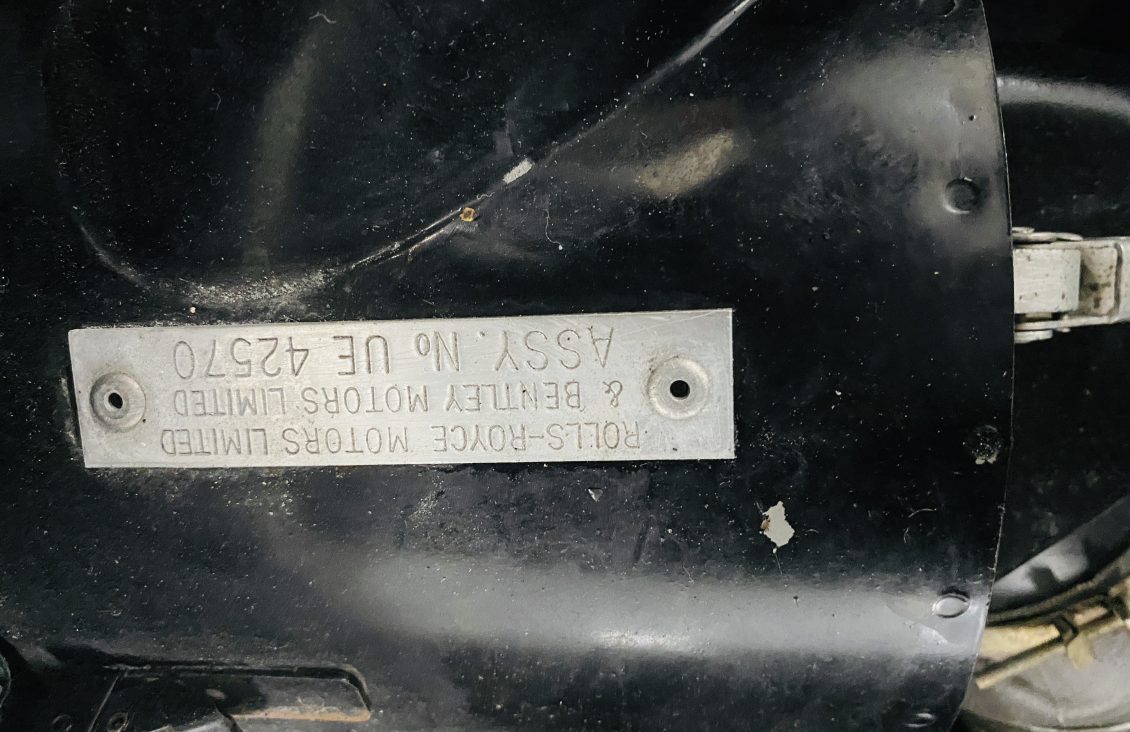 ROLLS-ROYCE MOTORS LIMITED
& BENTLEY MOTORS LIMITED
ASSY. No UE 42570